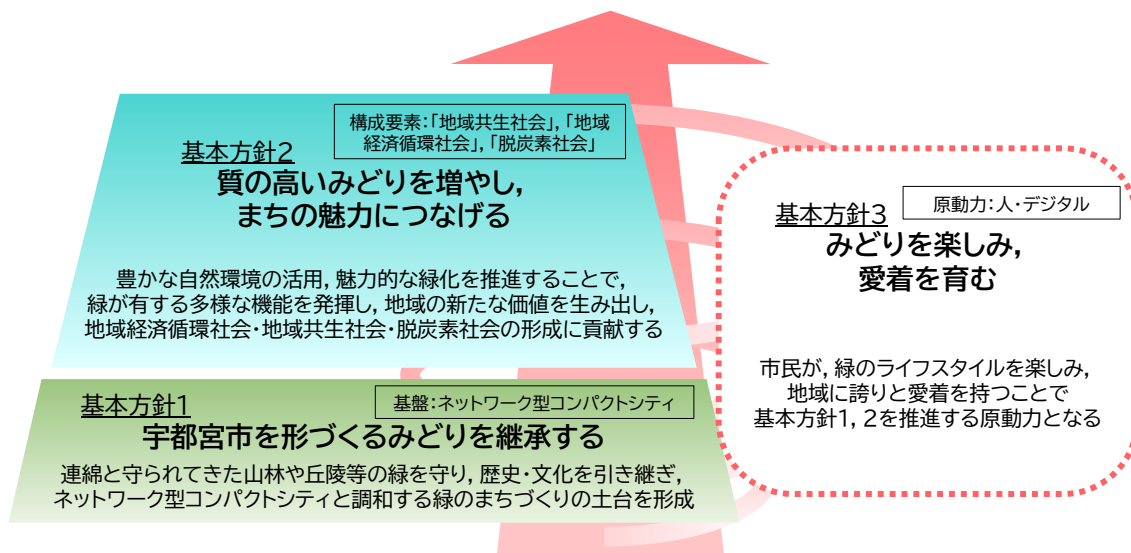 構成要素:「地域共生社会」,「地域
経済循環社会」,「脱炭素社会」
基本方針2
質の高いみどりを増やし,
まちの魅力につなげる
豊かな自然環境の活用,魅力的な緑化を推進することで,
緑が有する多様な機能を発揮し,地域の新たな価値を生み出し,
地域経済循環社会・地域共生社会・脱炭素社会の形成に貢献する
基本方針1
基盤:ネットワーク型コンパクトシティ
宇都宮市を形づくるみどりを継承する
連綿と守られてきた山林や丘陵等の緑を守り,歴史・文化を引き継ぎ,
ネットワーク型コンパクトシティと調和する緑のまちづくりの土台を形成
基本方針3
原動力:人・デジタル
みどりを楽しみ,
愛着を育む
市民が,緑のライフスタイルを楽しみ,
地域に誇りと愛着を持つことで
基本方針1,2を推進する原動力となる